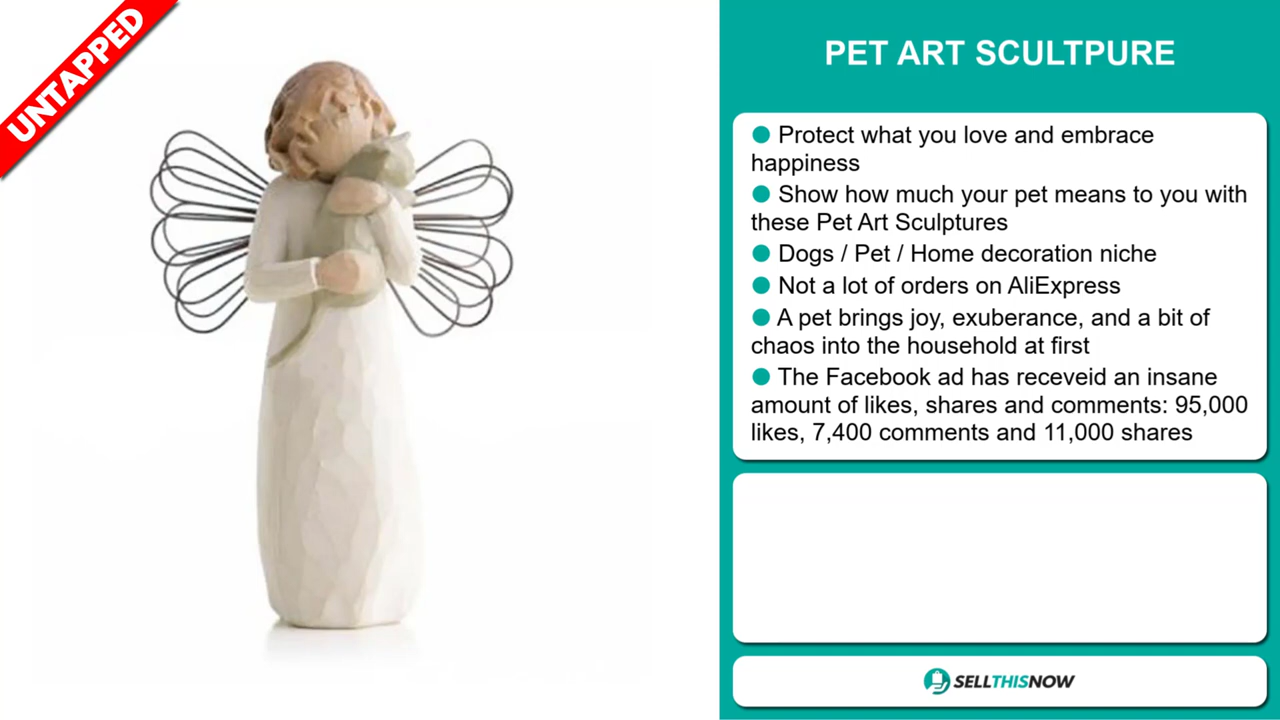 UNTAPPED
PET ART SCULTPURE
● Protect what you love and embrace
happiness
● Show how much your pet means to you with
these Pet Art Sculptures
● Dogs / Pet / Home decoration niche
● Not a lot of orders on AliExpress
● A pet brings joy, exuberance, and a bit of
chaos into the household at first
● The Facebook ad has receveid an insane
amount of likes, shares and comments: 95,000
likes, 7,400 comments and 11,000 shares
SELLTHISNOW